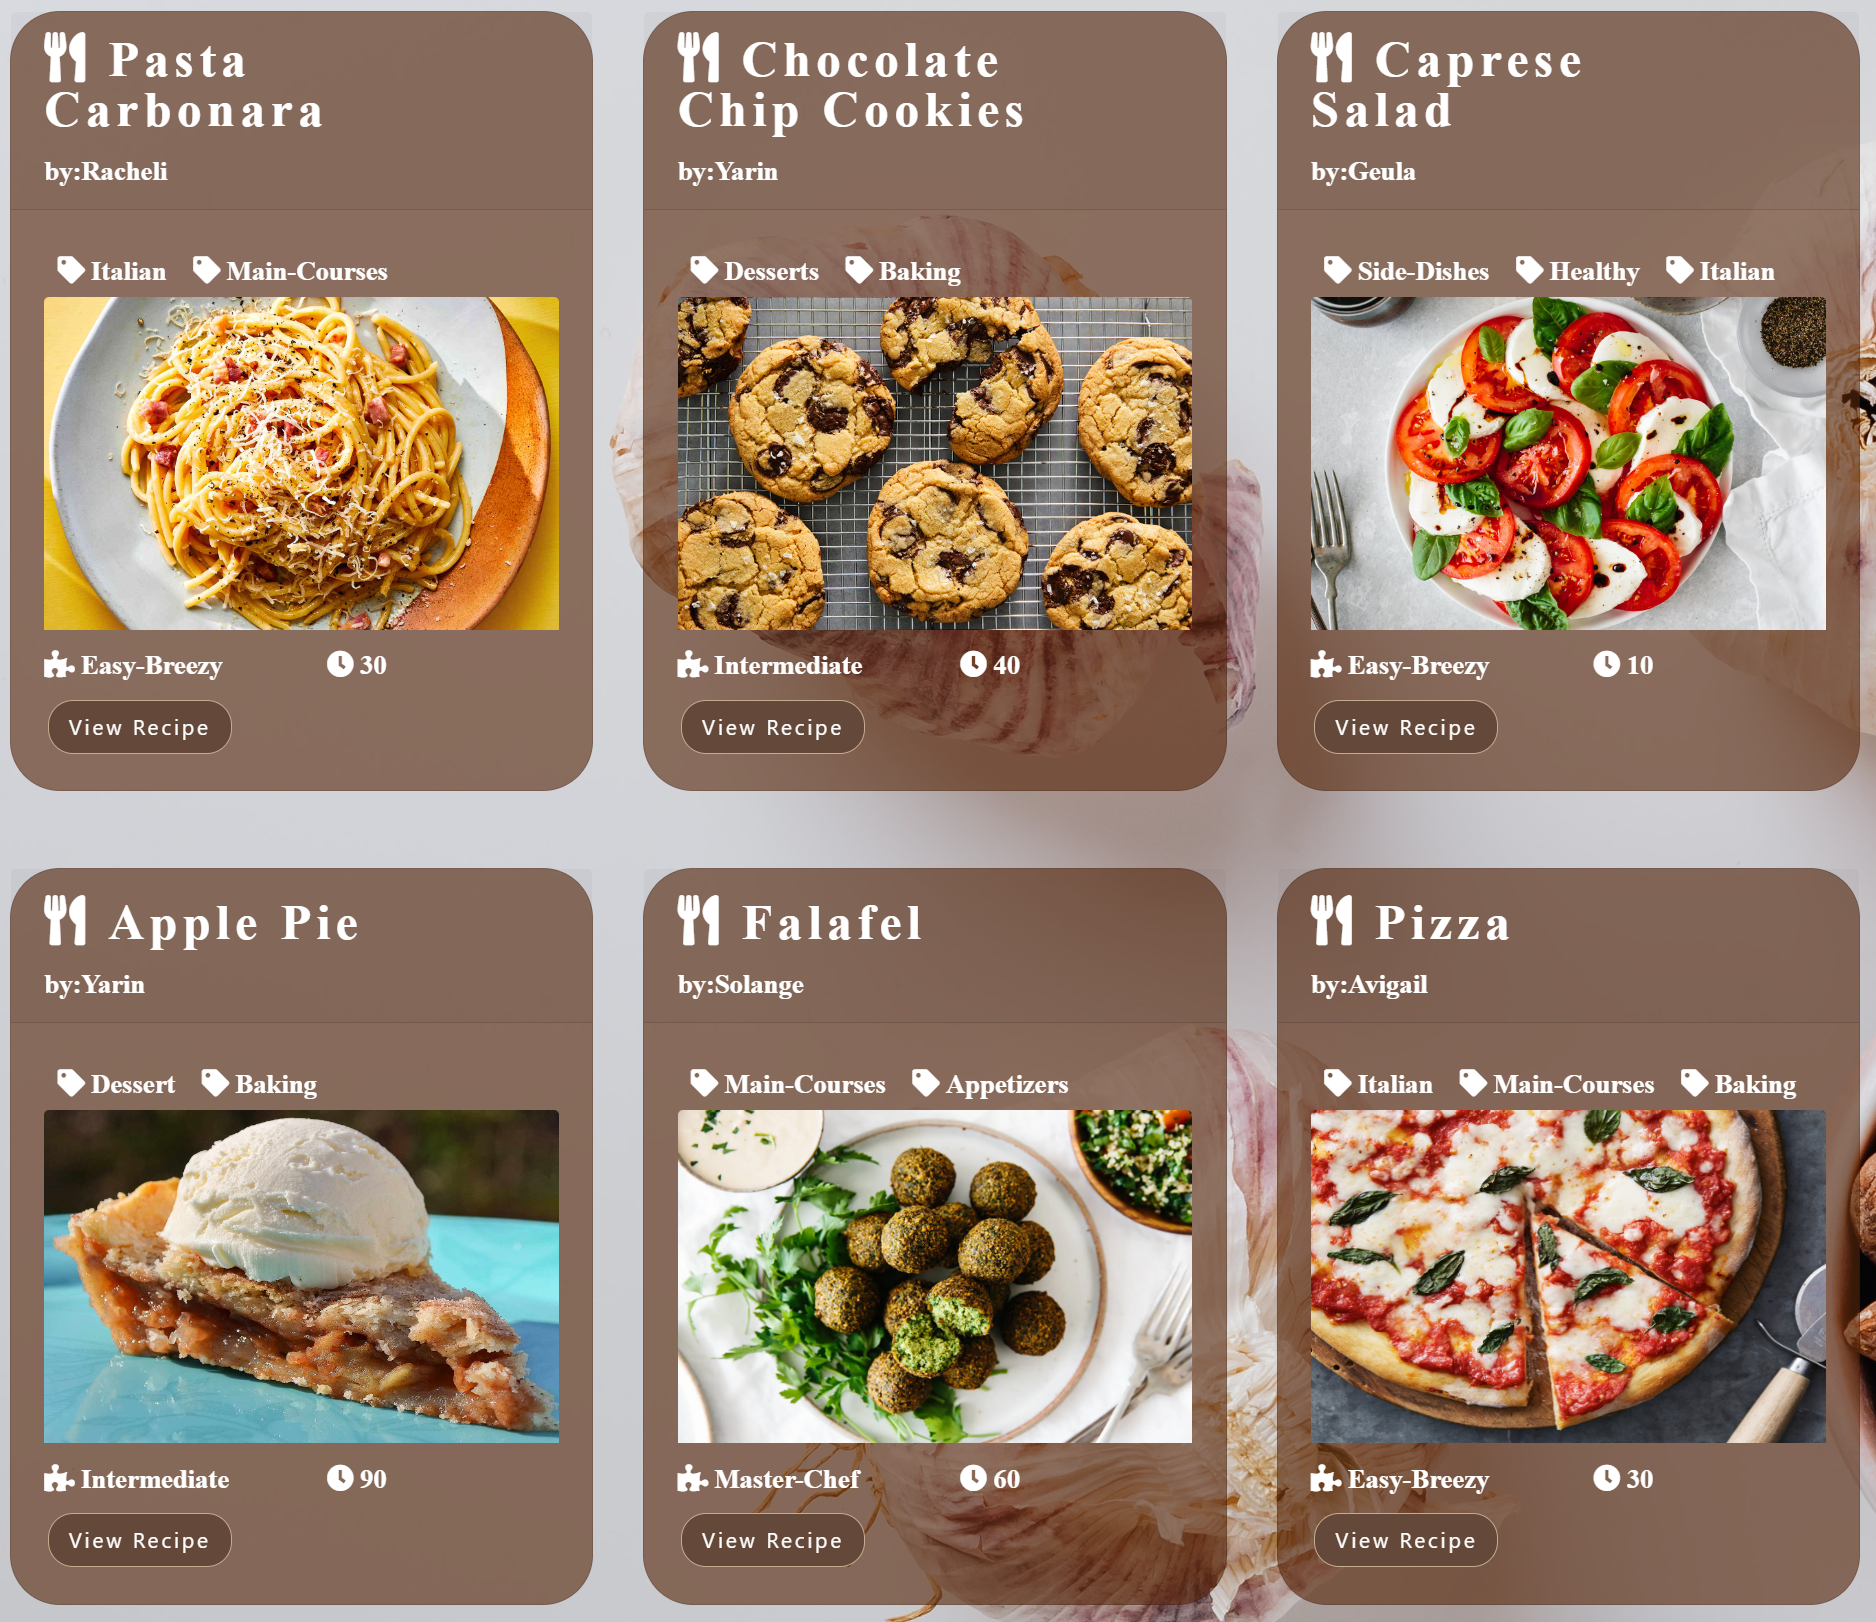 Pasta
Carbonara
by:Racheli
Italian Main-Courses
Easy-Breezy 30
View Recipe
Chocolate
Chip Cookies
by:Yarin
Desserts Baking
Intermediate 40
View Recipe
Caprese
Salad
by:Geula
Side-Dishes Healthy Italian
Easy-Breezy 10
View Recipe
Apple Pie
by:Yarin
Dessert Baking
Intermediate 90
View Recipe
Falafel
by:Solange
Main-Courses Appetizers
Master-Chef 60
View Recipe
Pizza
by:Avigail
Italian Main-Courses Baking
Easy-Breezy 30
View Recipe